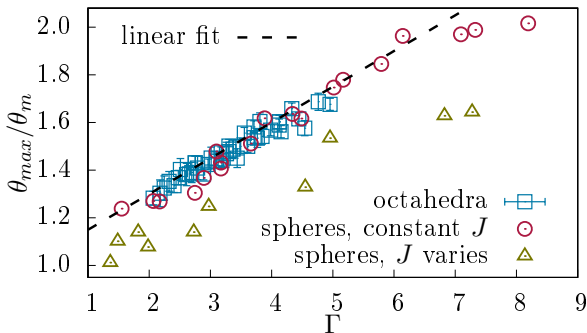 θmax/θm
2.0
1.8
1.6
1.4
1.2
1.0
linear fit
octahedra
spheres, constant J
spheres, J varies
1 2 3 4 5 6 7 8 9
Γ